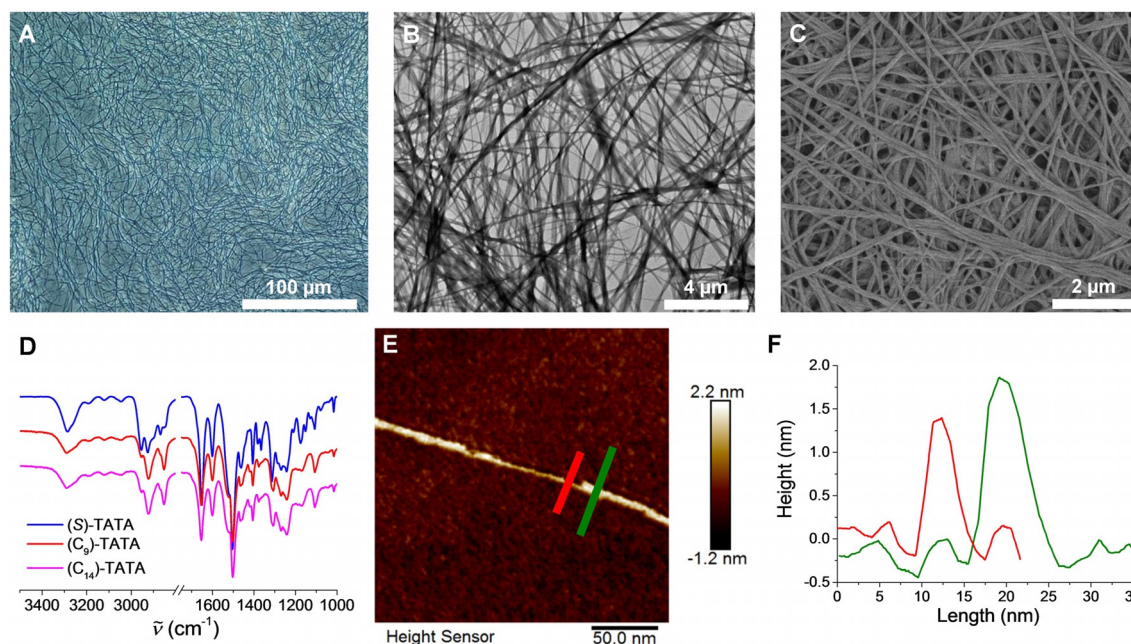 A
100 μm
B
4 μm
C
2 μm
D
(S)-TATA
(C₉)-TATA
(C₁₄)-TATA
3500 3000 1600 1400 1200 1000
ṽ (cm⁻¹)
E
2.2 nm
-1.2 nm
Height Sensor
50.0 nm
F
Height (nm)
2.0
1.5
1.0
0.5
0.0
-0.5
0 5 10 15 20 25 30 35
Length (nm)